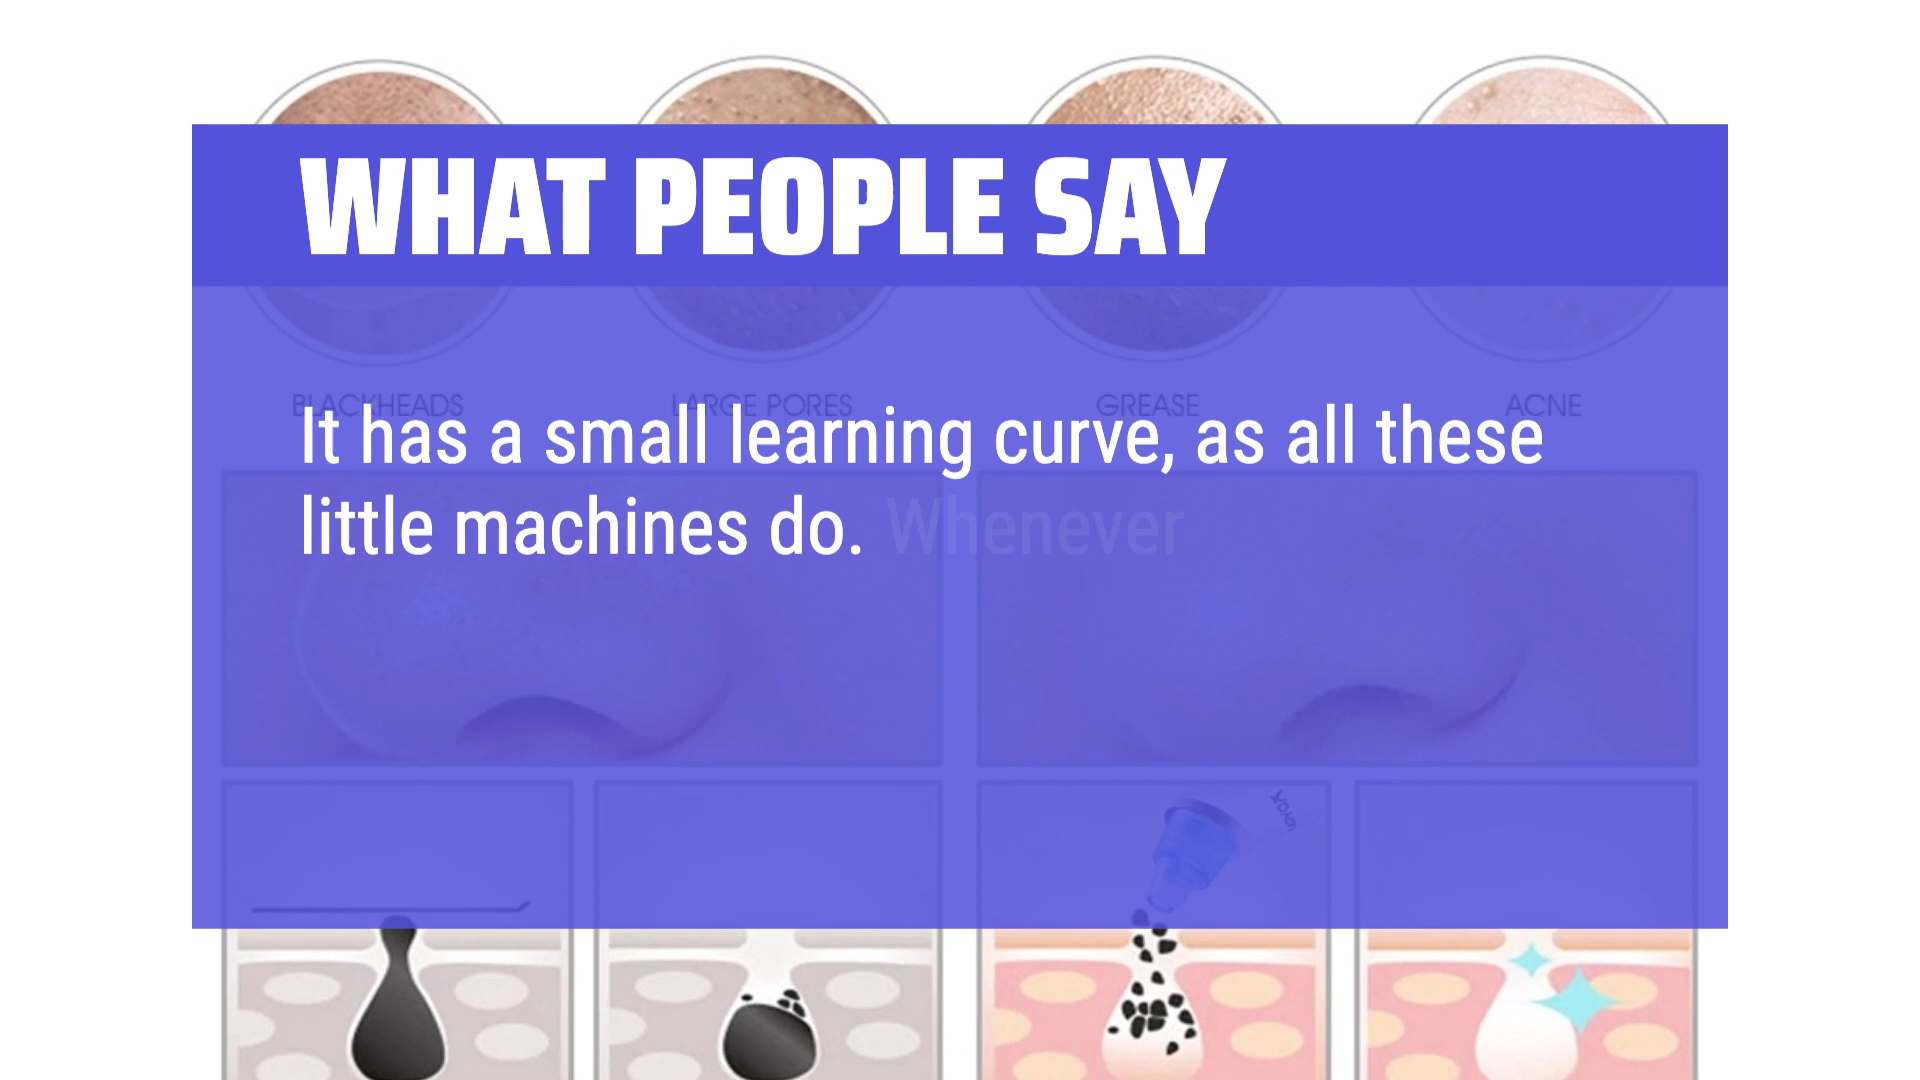 WHAT PEOPLE SAY
BLACKHEADS
LARGE PORES
GREASE
ACNE
It has a small learning curve, as all these
little machines do. Whenever